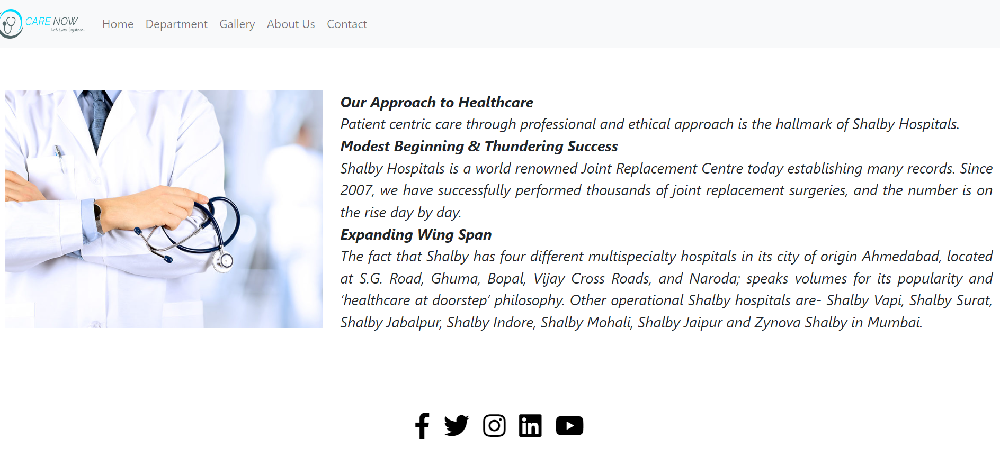 CARE NOW
Lets Care Togather..
Home Department Gallery About Us Contact
Our Approach to Healthcare
Patient centric care through professional and ethical approach is the hallmark of Shalby Hospitals.
Modest Beginning & Thundering Success
Shalby Hospitals is a world renowned Joint Replacement Centre today establishing many records. Since
2007, we have successfully performed thousands of joint replacement surgeries, and the number is on
the rise day by day.
Expanding Wing Span
The fact that Shalby has four different multispecialty hospitals in its city of origin Ahmedabad, located
at S.G. Road, Ghuma, Bopal, Vijay Cross Roads, and Naroda; speaks volumes for its popularity and
‘healthcare at doorstep’ philosophy. Other operational Shalby hospitals are- Shalby Vapi, Shalby Surat,
Shalby Jabalpur, Shalby Indore, Shalby Mohali, Shalby Jaipur and Zynova Shalby in Mumbai.